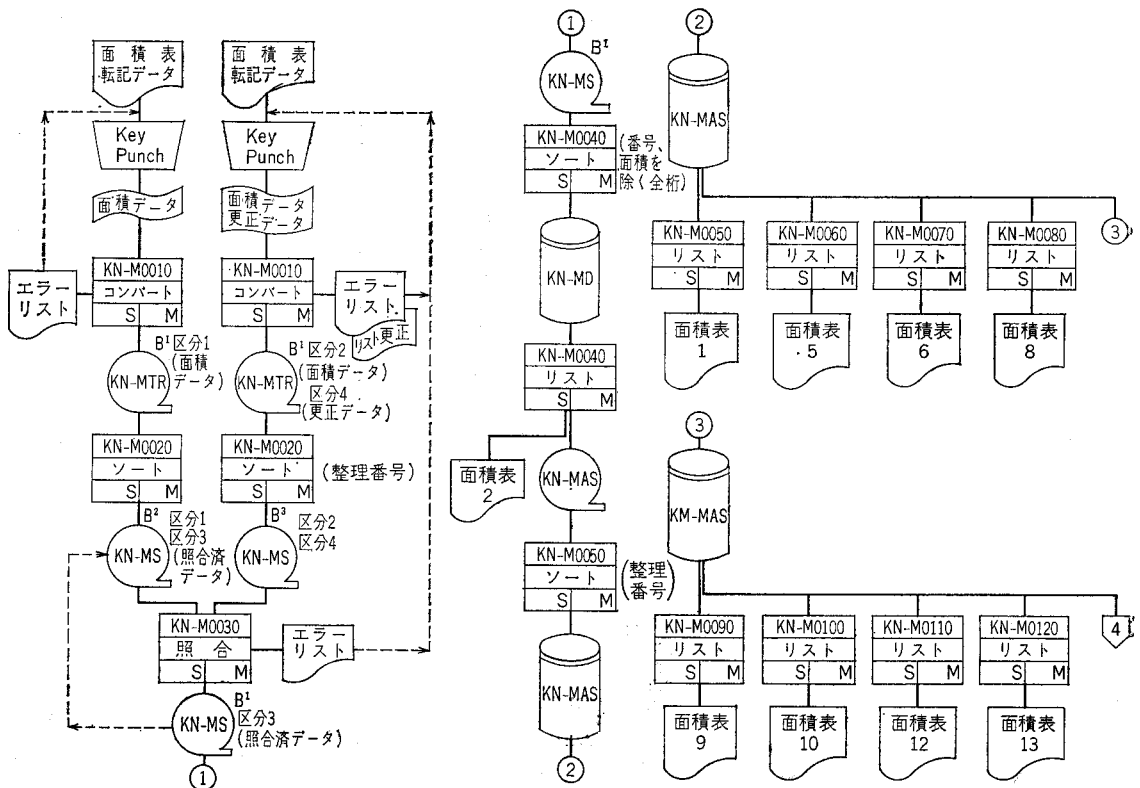 面積表
転記データ
Key
Punch
面積データ
KN-M0010
コンバート
S M
エラー
リスト
B¹ 区分1
(面積
データ)
KN-MTR
KN-M0020
ソート
S M
B² 区分1
区分3
(照合済
データ)
KN-MS
面積表
転記データ
Key
Punch
面積データ
更正データ
KN-M0010
コンバート
S M
エラー
リスト
リスト更正
B¹ 区分2
(面積データ)
区分4
(更正データ)
KN-MTR
KN-M0020
ソート
S M
(整理番号)
B³ 区分2
区分4
KN-MS
KN-M0030
照合
S M
エラー
リスト
B¹
区分3
(照合済データ)
KN-MS
1
1
B¹
KN-MS
KN-M0040
ソート
S M
(番号、
面積を
除く全桁)
KN-MD
KN-M0040
リスト
S M
面積表
2
KN-MAS
KN-M0050
ソート
S M
(整理
番号)
KN-MAS
2
2
KN-MAS
3
KN-M0050
リスト
S M
面積表
1
KN-M0060
リスト
S M
面積表
5
KN-M0070
リスト
S M
面積表
6
KN-M0080
リスト
S M
面積表
8
3
KM-MAS
4
KN-M0090
リスト
S M
面積表
9
KN-M0100
リスト
S M
面積表
10
KN-M0110
リスト
S M
面積表
12
KN-M0120
リスト
S M
面積表
13